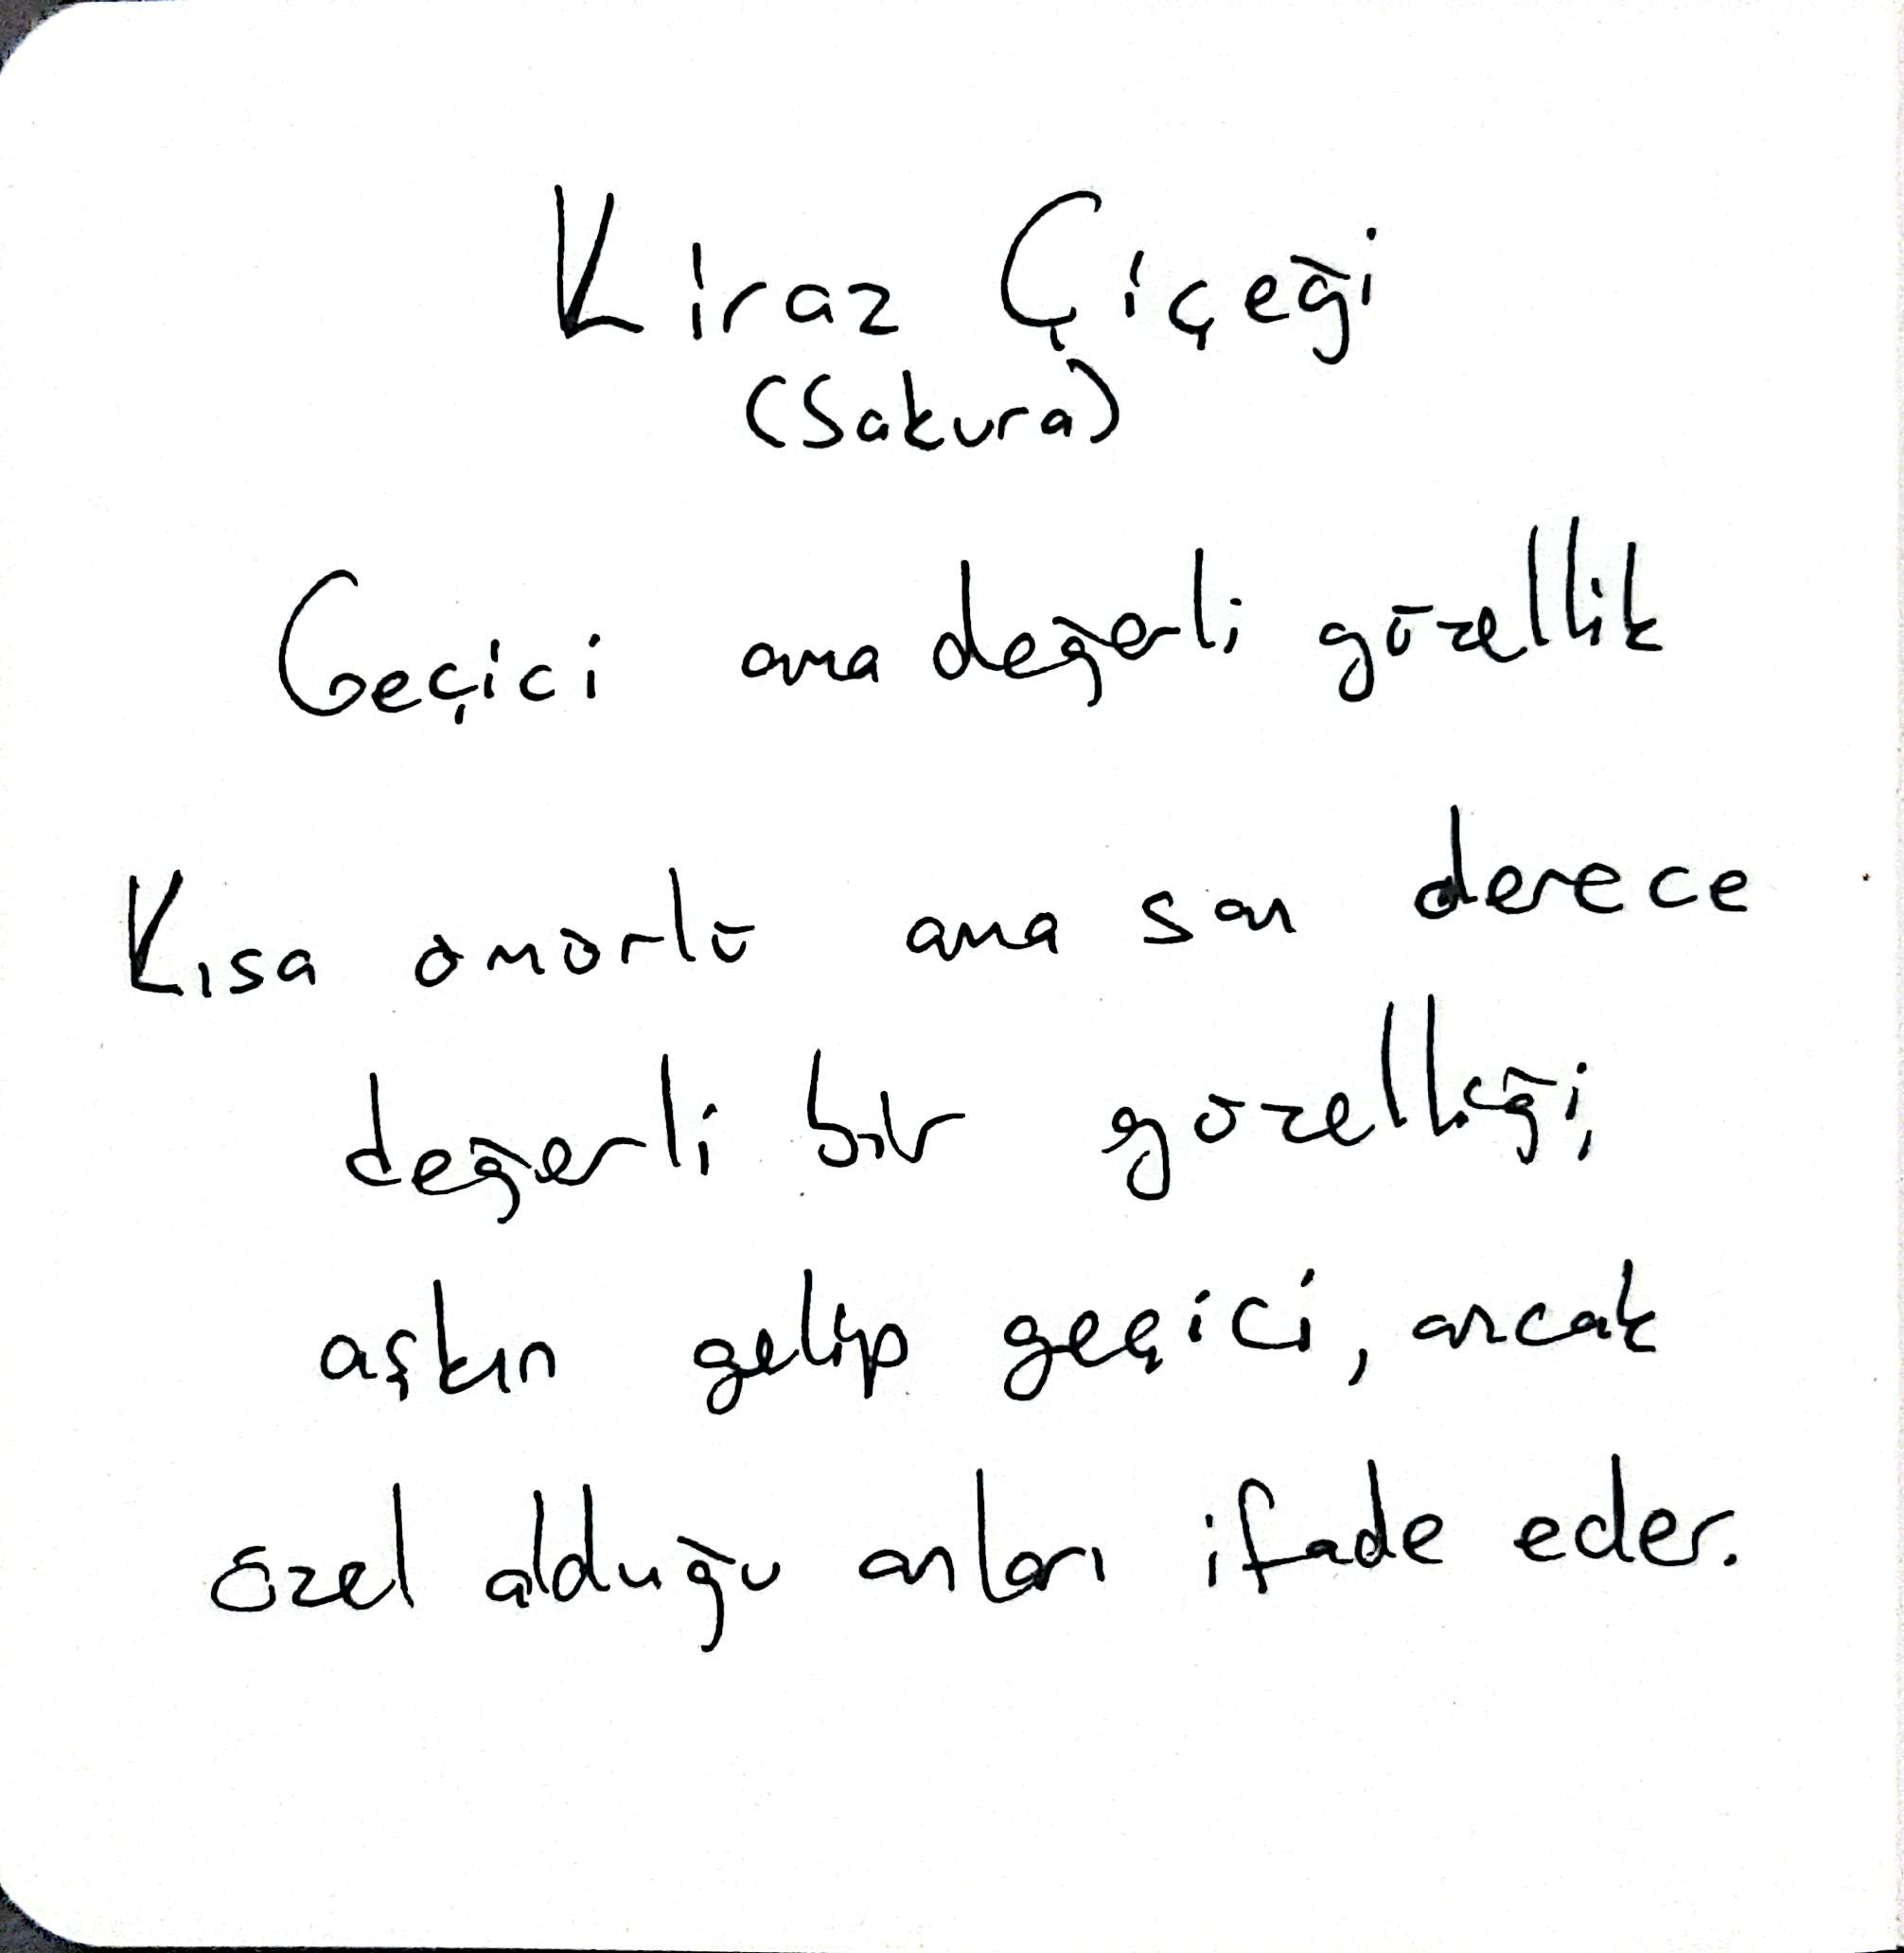 Kiraz Çiçeği
(Sakura)
Geçici ama değerli güzellik
Kısa ömürlü ama son derece
değerli bir güzelliği,
aşkın gelip geçici, ancak
özel olduğu anları ifade eder.